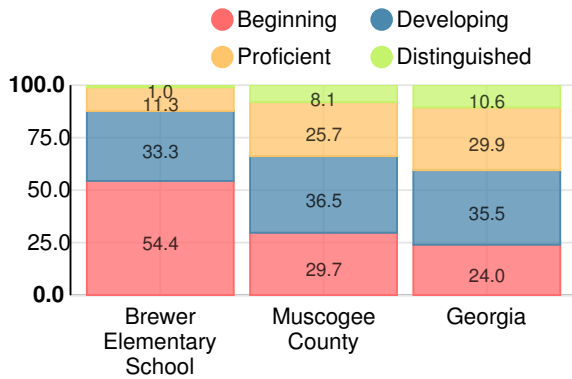 Beginning
Developing
Proficient
Distinguished
100.0
75.0
50.0
25.0
0.0
1.0
11.3
33.3
54.4
8.1
25.7
36.5
29.7
10.6
29.9
35.5
24.0
Brewer
Elementary
School
Muscogee
County
Georgia